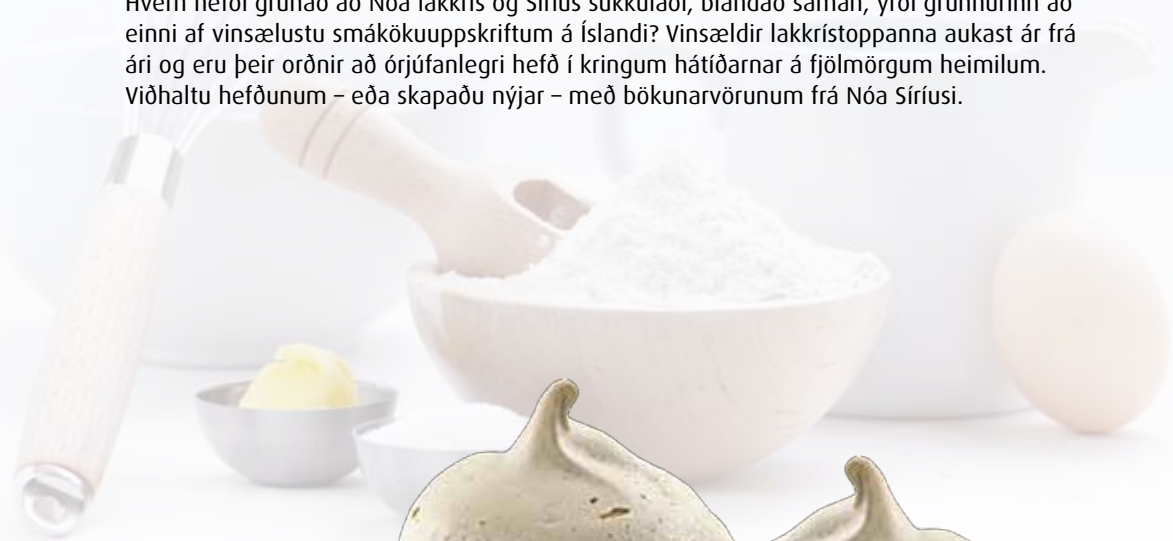 Hvern hefði grunað að Nóa lakkrís og Síríus súkkulaði, blandað saman, yrði grunnurinn að
einni af vinsælustu smákökuuppskriftum á Íslandi? Vinsældir lakkrístoppanna aukast ár frá
ári og eru þeir orðnir að órjúfanlegri hefð í kringum hátíðarnar á fjölmörgum heimilum.
Viðhaltu hefðunum – eða skapaðu nýjar – með bökunarvörunum frá Nóa Síríusi.